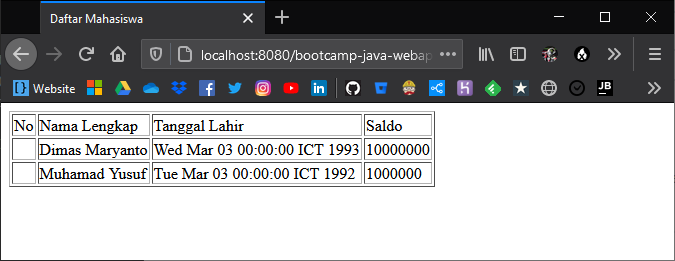 Daftar Mahasiswa
localhost:8080/bootcamp-java-webap
Website
JB
No Nama Lengkap Tanggal Lahir Saldo
Dimas Maryanto Wed Mar 03 00:00:00 ICT 1993 10000000
Muhamad Yusuf Tue Mar 03 00:00:00 ICT 1992 1000000